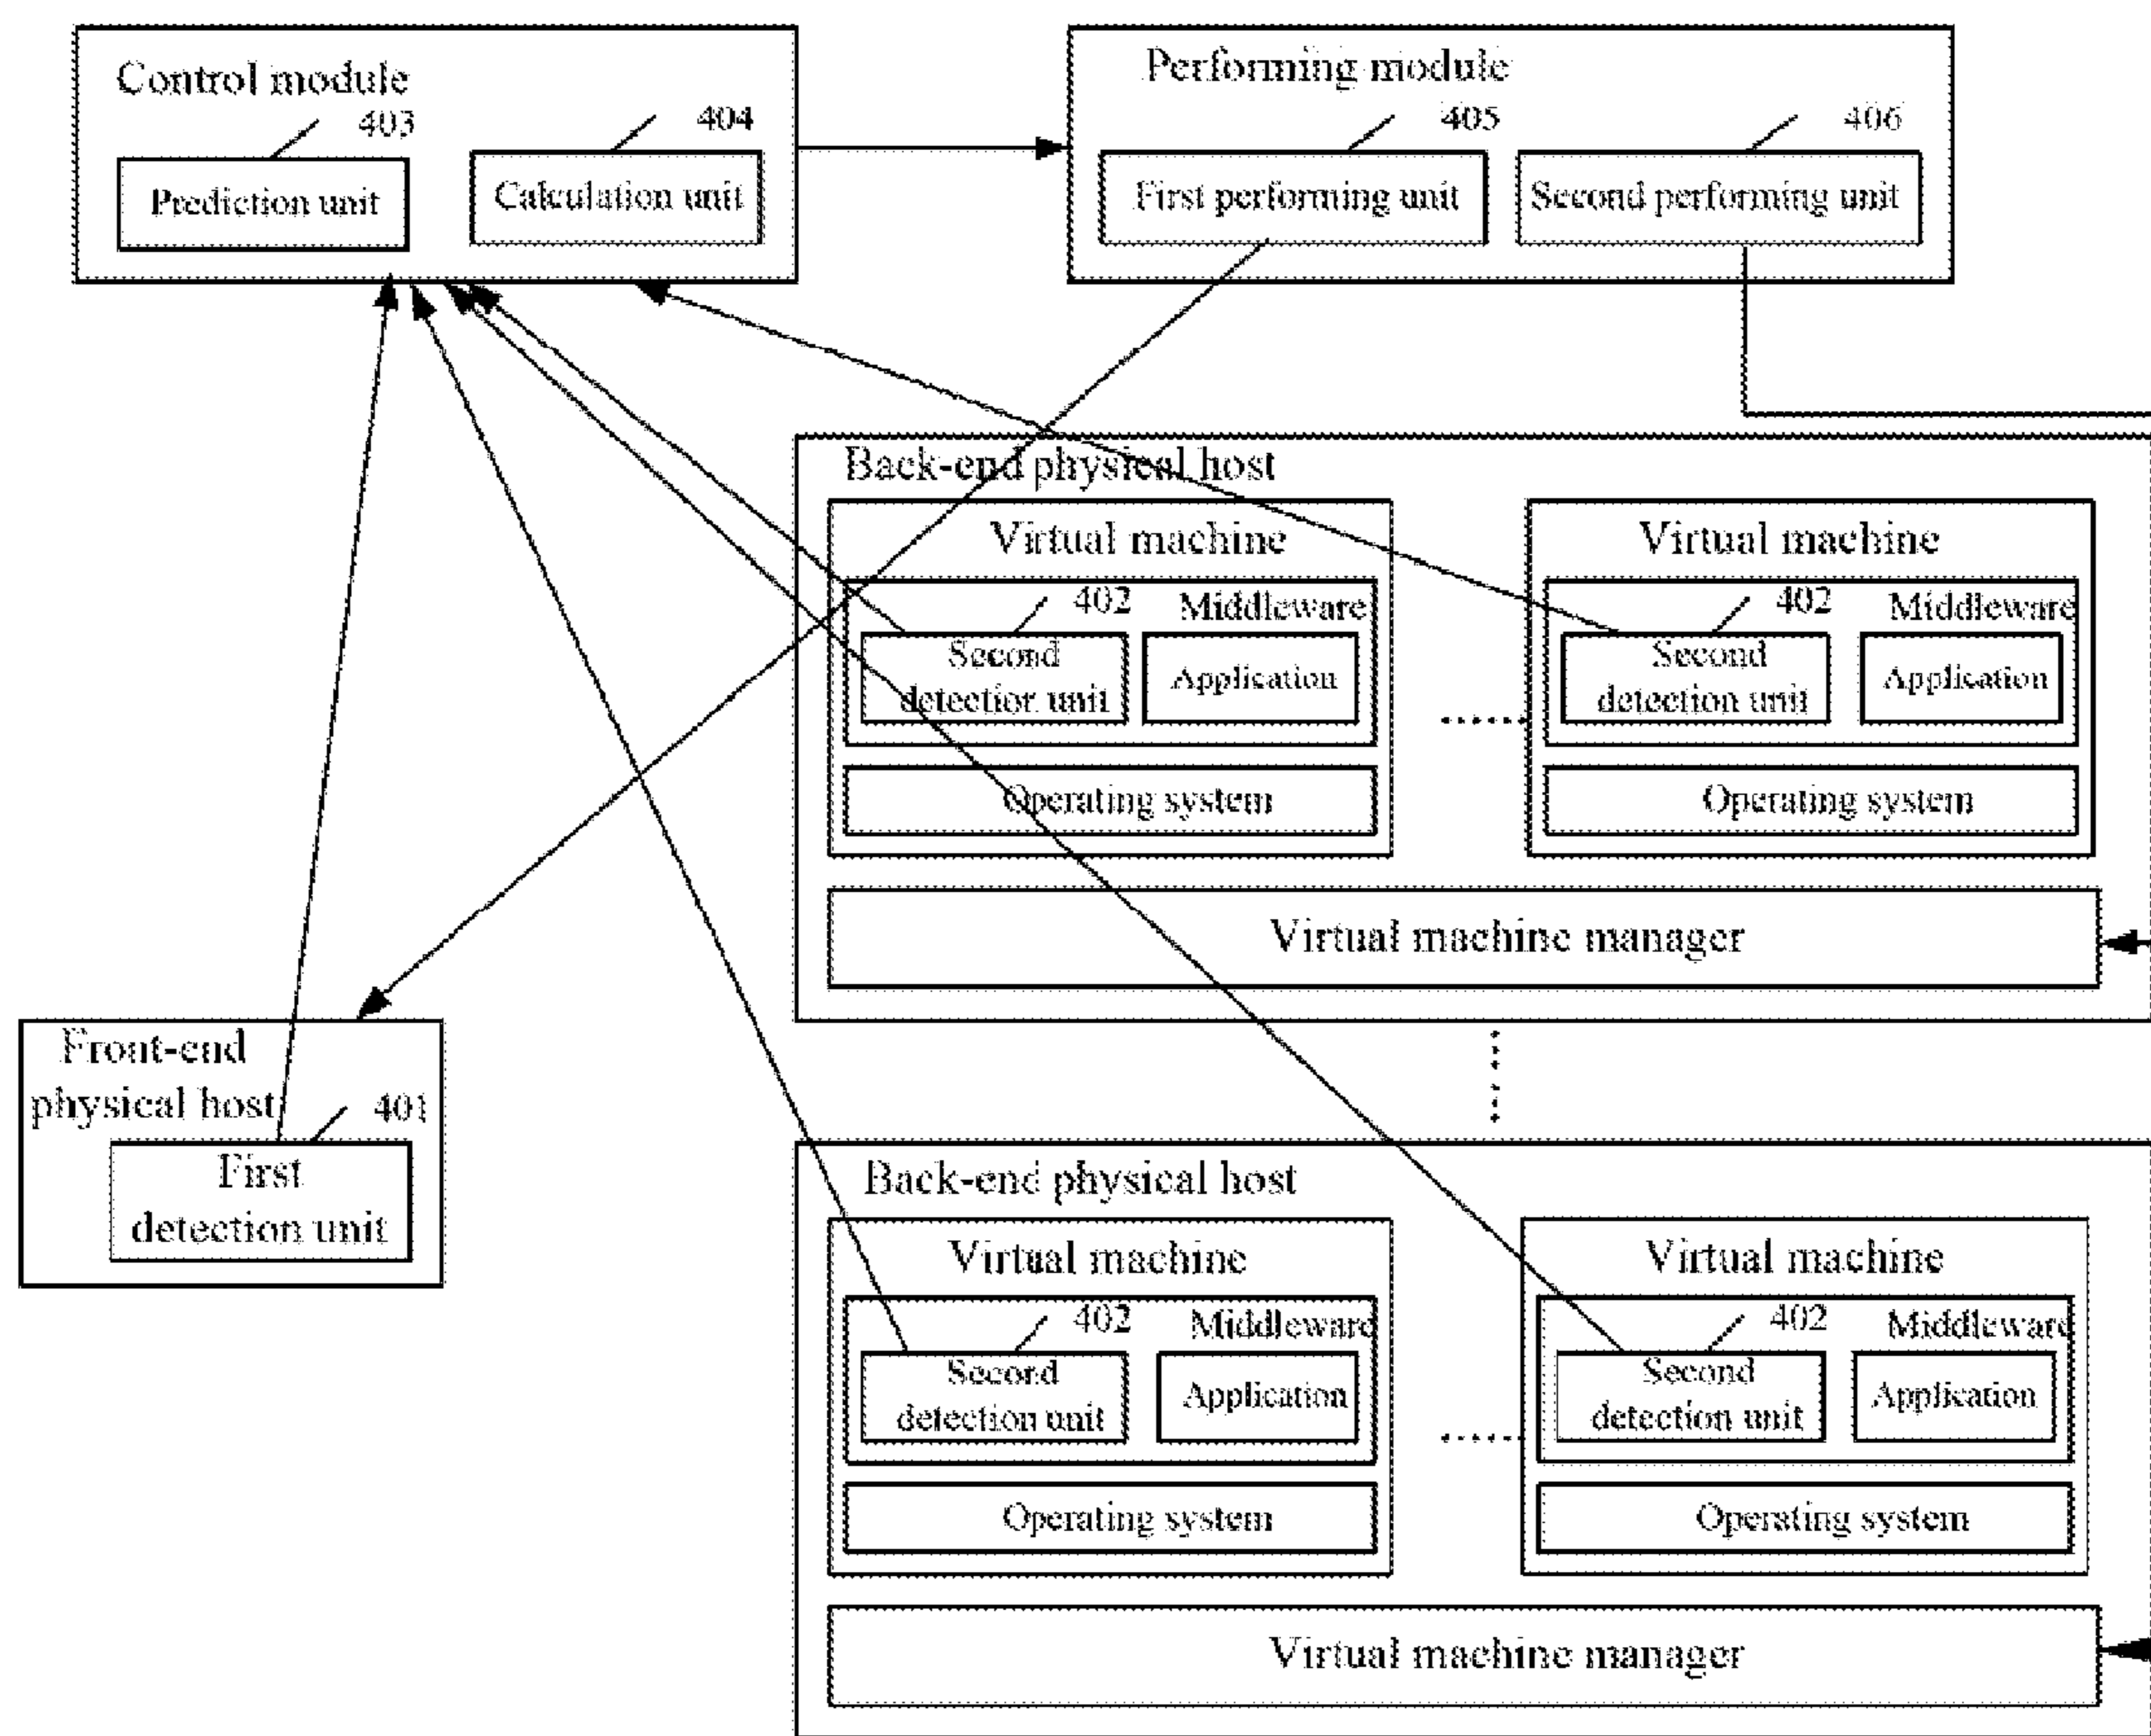 Control module
403
404
Prediction unit
Calculation unit
Performing module
405
406
First performing unit
Second performing unit
Back-end physical host
Virtual machine
402
Middleware
Second
detection unit
Application
Operating system
Virtual machine
402
Middleware
Second
detection unit
Application
Operating system
Virtual machine manager
Front-end
physical host
401
First
detection unit
Back-end physical host
Virtual machine
402
Middleware
Second
detection unit
Application
Operating system
Virtual machine
402
Middleware
Second
detection unit
Application
Operating system
Virtual machine manager